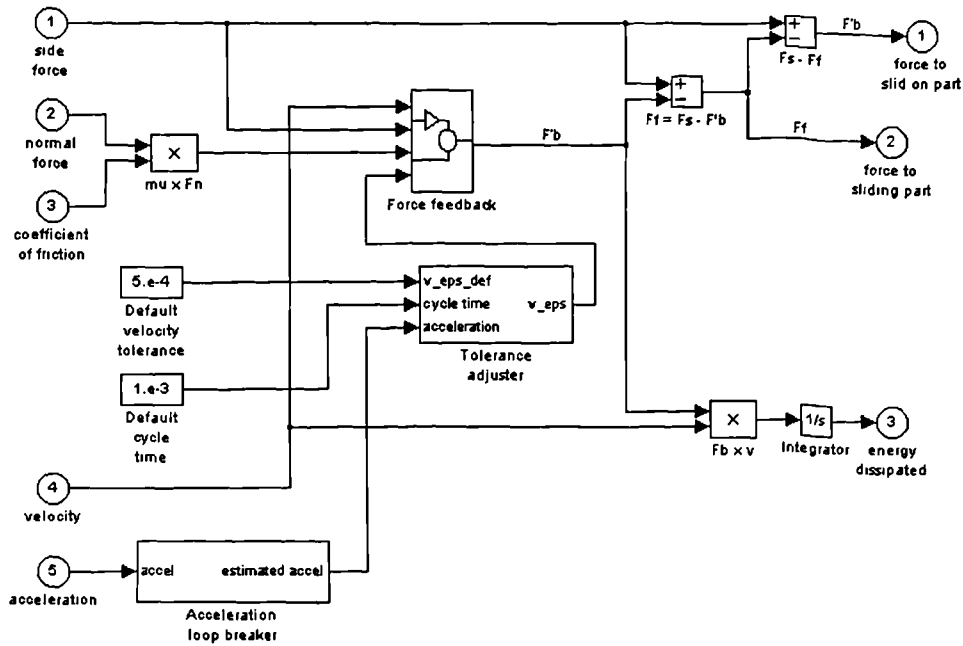 1
side
force
2
normal
force
3
coefficient
of friction
×
mu × Fn
Force feedback
F'b
+
−
Ff = Fs - F'b
+
−
Fs - Ff
F'b
1
force to
slid on part
Ff
2
force to
sliding part
5.e-4
Default
velocity
tolerance
1.e-3
Default
cycle
time
v_eps_def
cycle time
acceleration
v_eps
Tolerance
adjuster
×
Fb × v
1/s
Integrator
3
energy
dissipated
4
velocity
5
acceleration
accel
estimated accel
Acceleration
loop breaker